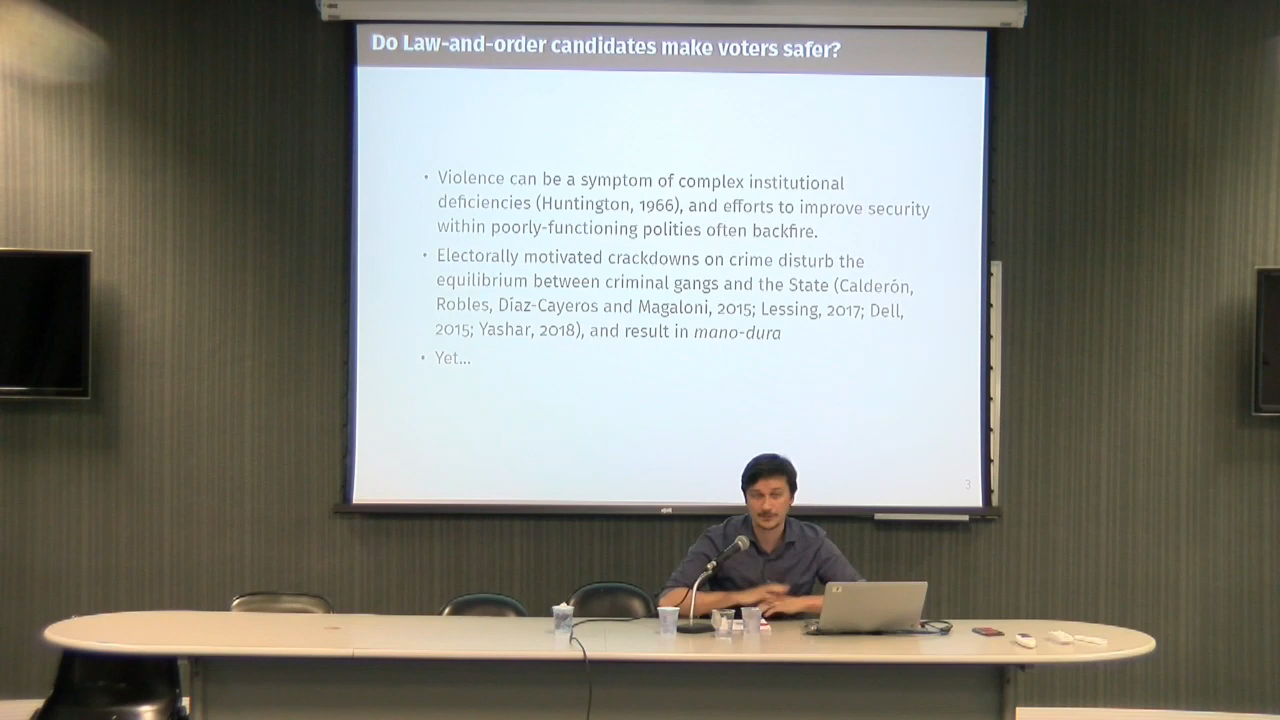 Do Law-and-order candidates make voters safer?
• Violence can be a symptom of complex institutional
deficiencies (Huntington, 1966), and efforts to improve security
within poorly-functioning polities often backfire.
• Electorally motivated crackdowns on crime disturb the
equilibrium between criminal gangs and the State (Calderón,
Robles, Díaz-Cayeros and Magaloni, 2015; Lessing, 2017; Dell,
2015; Yashar, 2018), and result in mano-dura
• Yet...
3